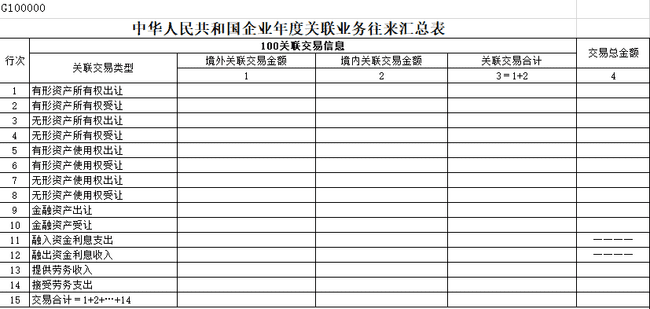 G100000
中华人民共和国企业年度关联业务往来汇总表
行次 100关联交易信息 交易总金额
关联交易类型 境外关联交易金额 境内关联交易金额 关联交易合计
1 2 3＝1+2 4
1 有形资产所有权出让
2 有形资产所有权受让
3 无形资产所有权出让
4 无形资产所有权受让
5 有形资产使用权出让
6 有形资产使用权受让
7 无形资产使用权出让
8 无形资产使用权受让
9 金融资产出让
10 金融资产受让
11 融入资金利息支出 ————
12 融出资金利息收入 ————
13 提供劳务收入
14 接受劳务支出
15 交易合计＝1+2+…+14